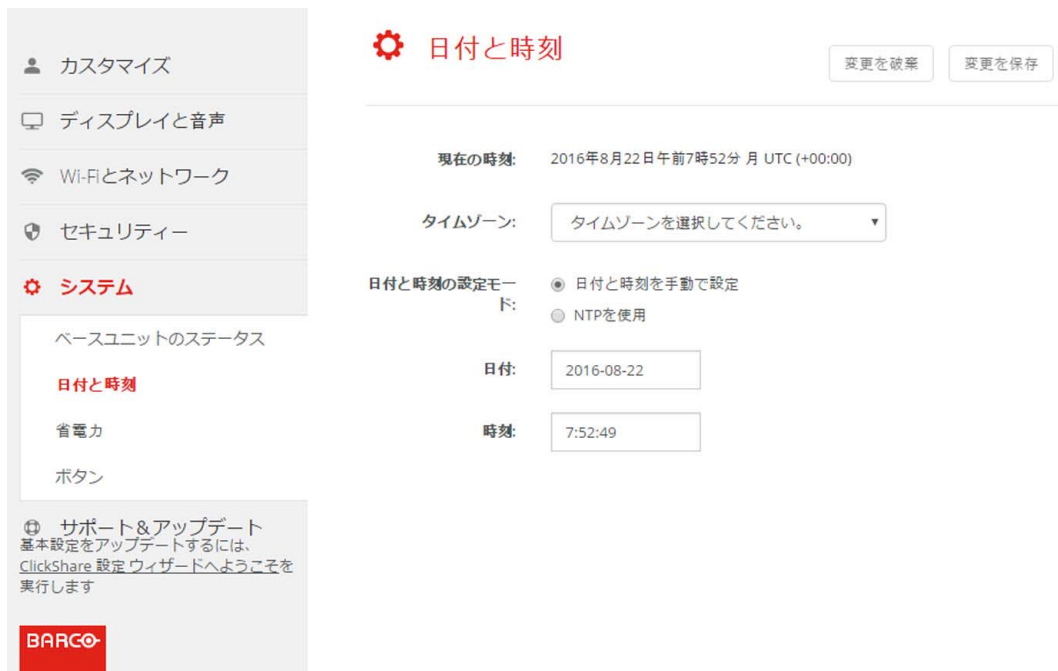 カスタマイズ
ディスプレイと音声
Wi-Fiとネットワーク
セキュリティー
システム
ベースユニットのステータス
日付と時刻
省電力
ボタン
サポート&アップデート
基本設定をアップデートするには、
ClickShare 設定 ウィザードへようこそを
実行します
BARCO
日付と時刻
変更を破棄
変更を保存
現在の時刻: 2016年8月22日午前7時52分 月 UTC (+00:00)
タイムゾーン: タイムゾーンを選択してください。
日付と時刻の設定モー
ド:
日付と時刻を手動で設定
NTPを使用
日付: 2016-08-22
時刻: 7:52:49